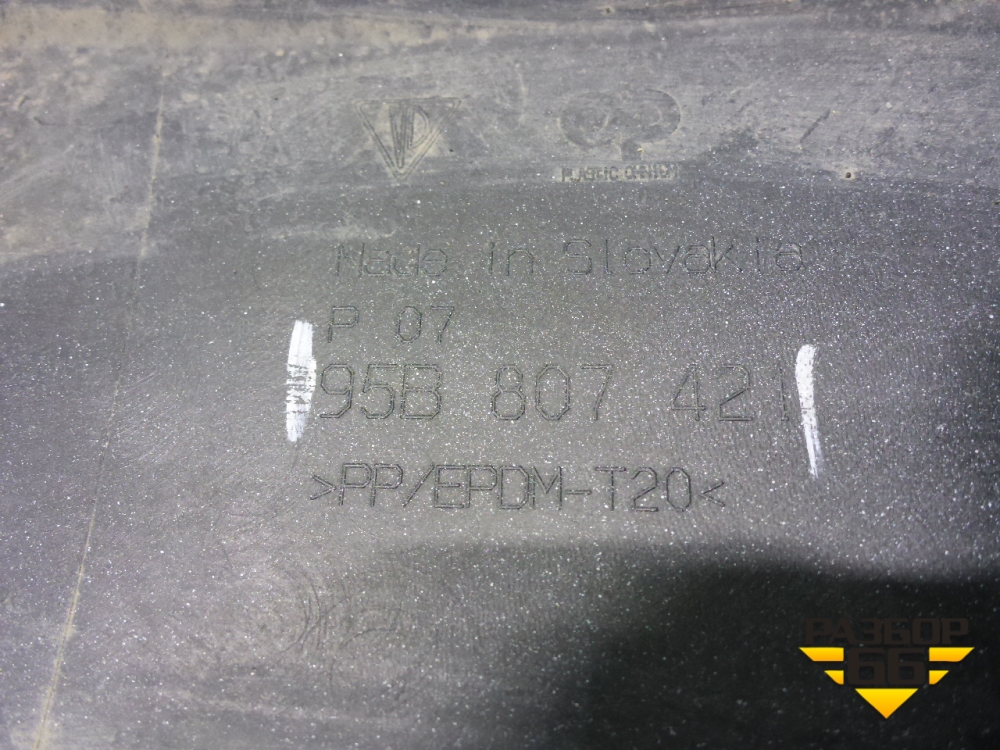 PLASTIC OMNIUM
Made in Slovakia
P 07
95B 807 421
>PP/EPDM-T20<
РАЗБОР
66